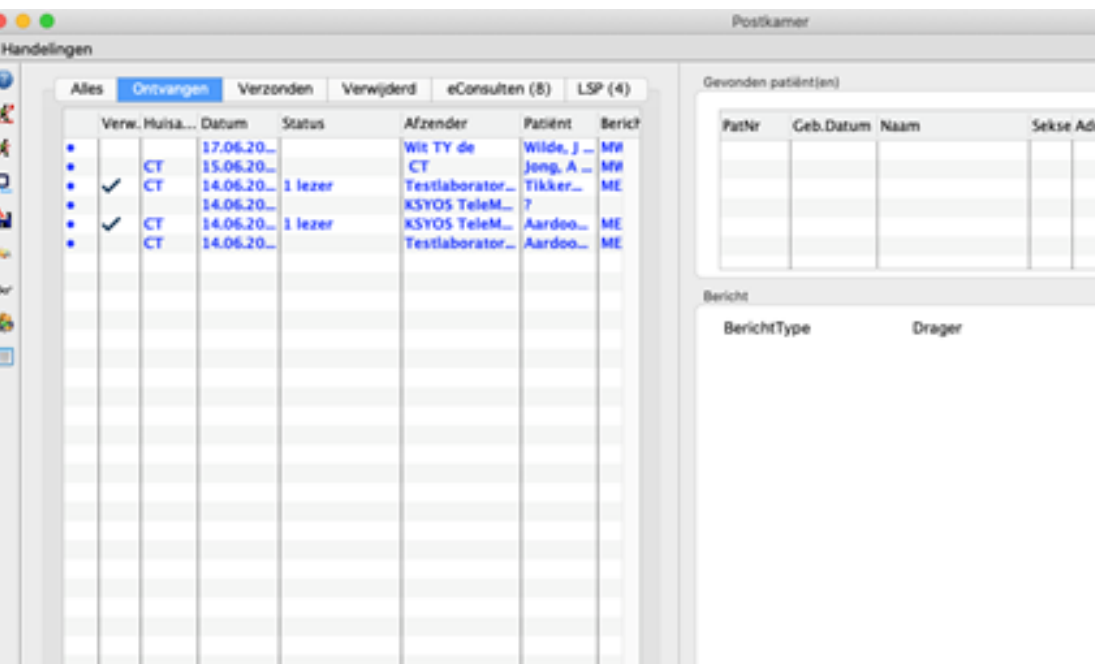 Postkamer
Handelingen
Alles Ontvangen Verzonden Verwijderd eConsulten (8) LSP (4)
Verw. Huisa... Datum Status Afzender Patiënt Bericht
17.06.20... Wit TY de Wilde, J ... MW
CT 15.06.20... CT Jong, A ... MW
CT 14.06.20... 1 lezer Testlaborator... Tikker... ME
14.06.20... KSYOS TeleM... ?
CT 14.06.20... 1 lezer KSYOS TeleM... Aardoo... ME
CT 14.06.20... Testlaborator... Aardoo... ME
Gevonden patiënt(en)
PatNr Geb.Datum Naam Sekse Ad
Bericht
BerichtType Drager